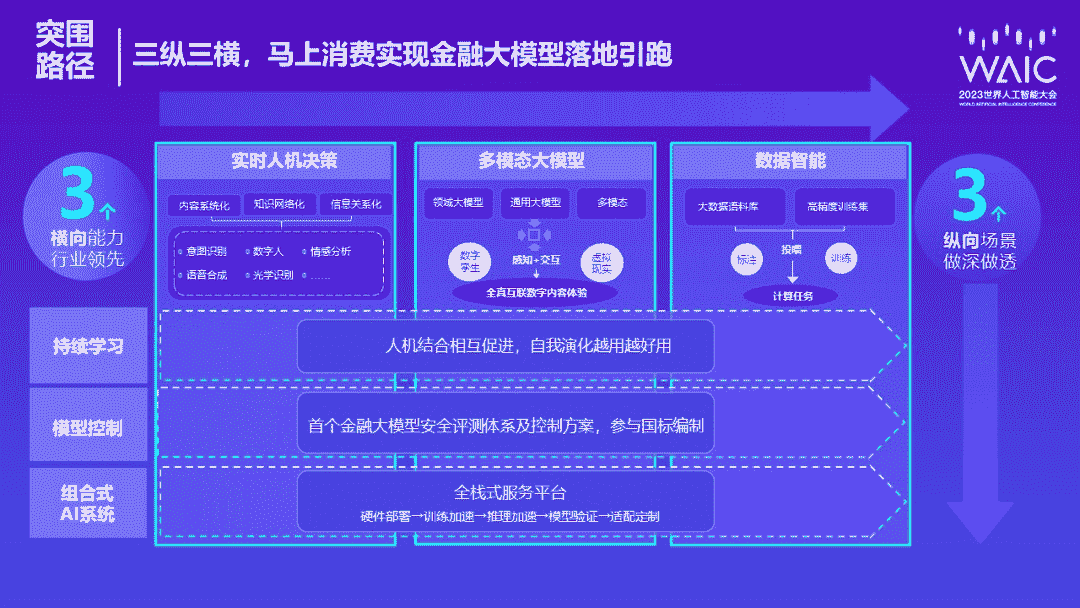 突围
路径
三纵三横，马上消费实现金融大模型落地引跑
WAIC
2023世界人工智能大会
WORLD ARTIFICIAL INTELLIGENCE CONFERENCE
3个
横向能力
行业领先
实时人机决策
内容系统化
知识网络化
信息关系化
意图识别
数字人
情感分析
语音合成
光学识别
......
多模态大模型
领域大模型
通用大模型
多模态
数字
孪生
感知+交互
虚拟
现实
全真互联数字内容体验
数据智能
大数据语料库
高精度训练集
标注
投喂
训练
计算任务
3个
纵向场景
做深做透
持续学习
人机结合相互促进，自我演化越用越好用
模型控制
首个金融大模型安全评测体系及控制方案，参与国标编制
组合式
AI系统
全栈式服务平台
硬件部署→训练加速→推理加速→模型验证→适配定制